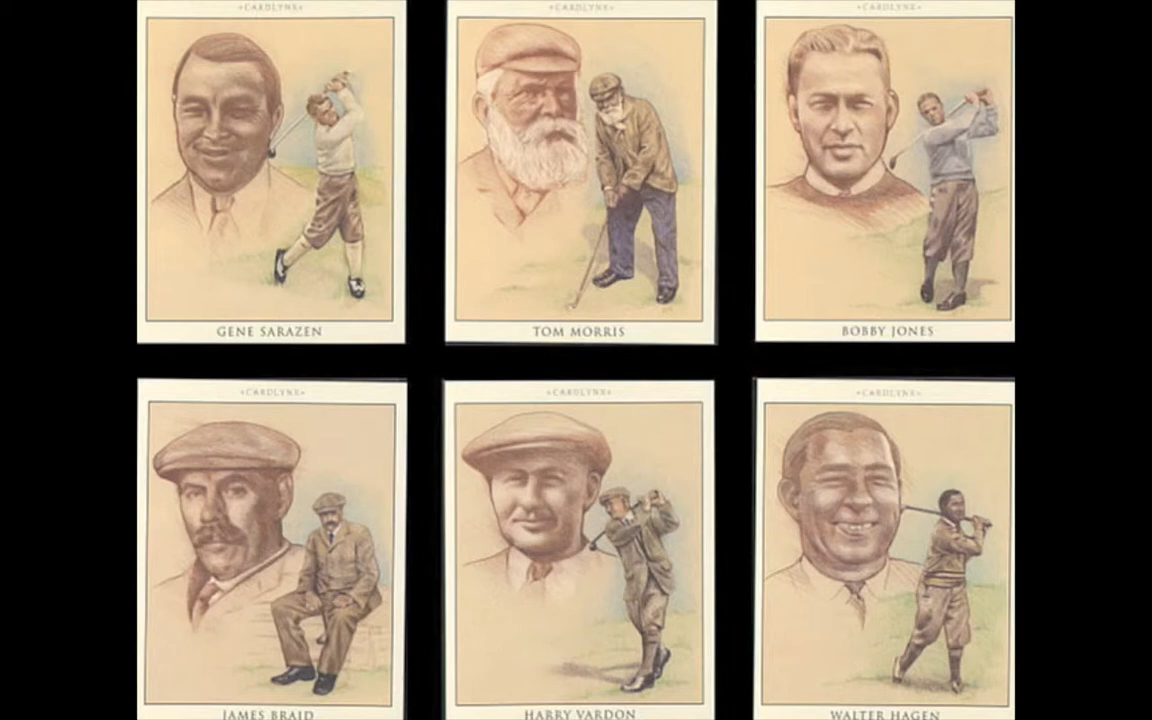 •CARDLYNX•
•CARDLYNX•
•CARDLYNX•
GENE SARAZEN
TOM MORRIS
BOBBY JONES
•CARDLYNX•
•CARDLYNX•
•CARDLYNX•
JAMES BRAID
HARRY VARDON
WALTER HAGEN